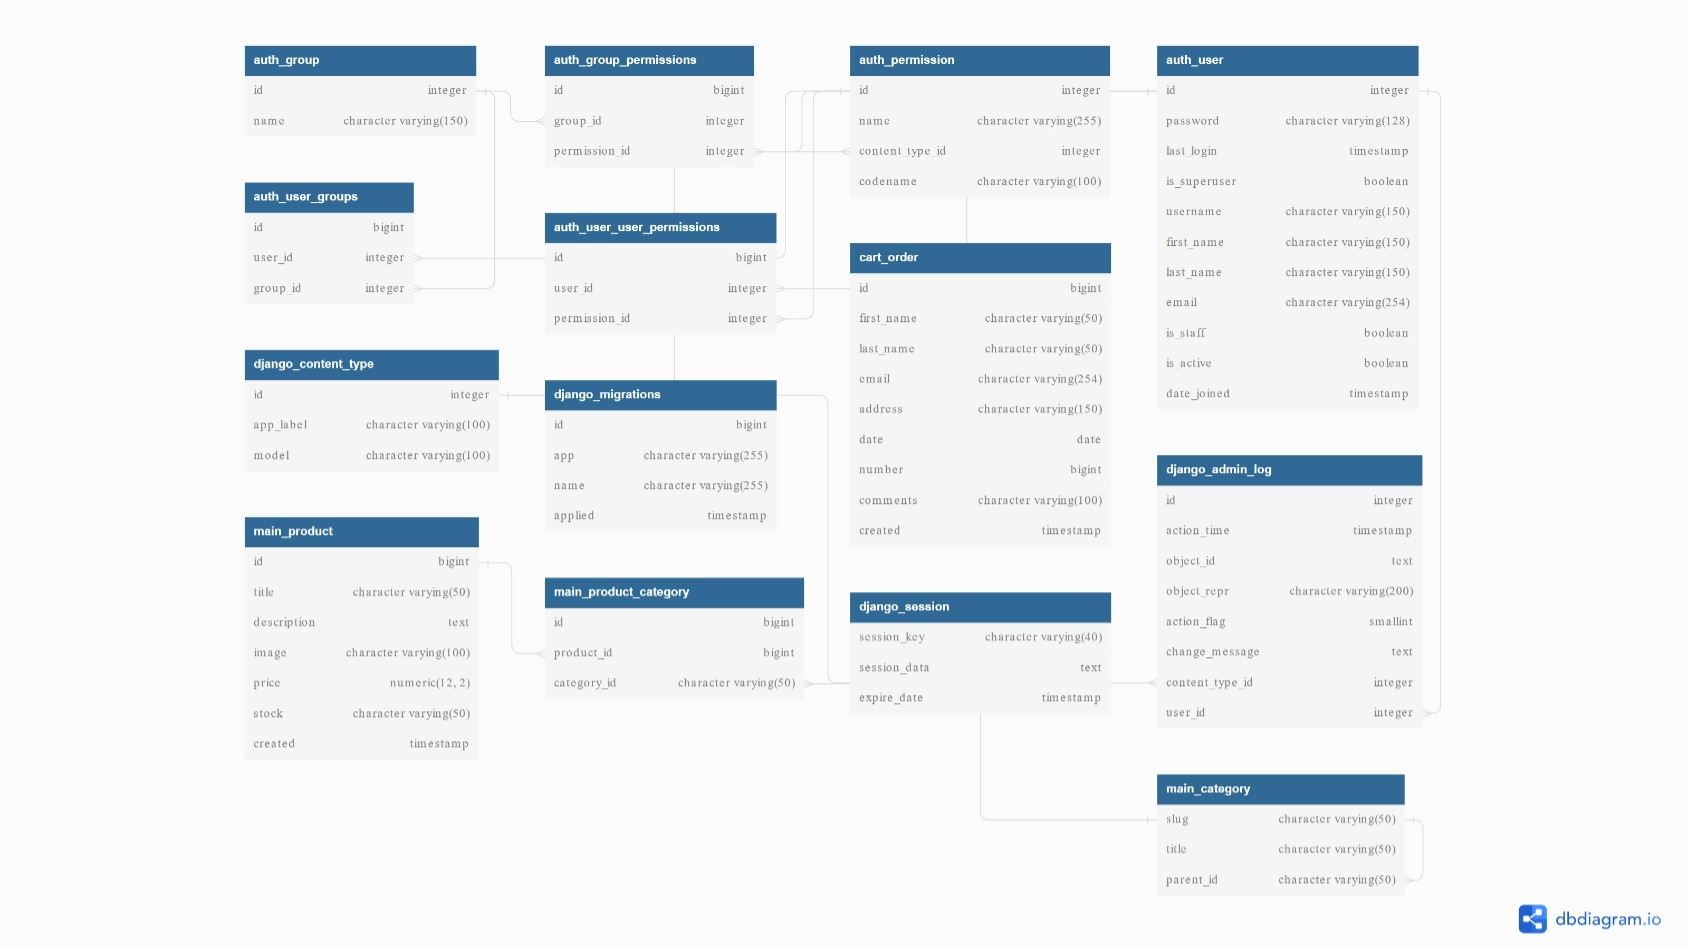 auth_group
id integer
name character varying(150)
auth_user_groups
id bigint
user_id integer
group_id integer
django_content_type
id integer
app_label character varying(100)
model character varying(100)
main_product
id bigint
title character varying(50)
description text
image character varying(100)
price numeric(12, 2)
stock character varying(50)
created timestamp
auth_group_permissions
id bigint
group_id integer
permission_id integer
auth_user_user_permissions
id bigint
user_id integer
permission_id integer
django_migrations
id bigint
app character varying(255)
name character varying(255)
applied timestamp
main_product_category
id bigint
product_id bigint
category_id character varying(50)
auth_permission
id integer
name character varying(255)
content_type_id integer
codename character varying(100)
cart_order
id bigint
first_name character varying(50)
last_name character varying(50)
email character varying(254)
address character varying(150)
date date
number bigint
comments character varying(100)
created timestamp
django_session
session_key character varying(40)
session_data text
expire_date timestamp
auth_user
id integer
password character varying(128)
last_login timestamp
is_superuser boolean
username character varying(150)
first_name character varying(150)
last_name character varying(150)
email character varying(254)
is_staff boolean
is_active boolean
date_joined timestamp
django_admin_log
id integer
action_time timestamp
object_id text
object_repr character varying(200)
action_flag smallint
change_message text
content_type_id integer
user_id integer
main_category
slug character varying(50)
title character varying(50)
parent_id character varying(50)
dbdiagram.io